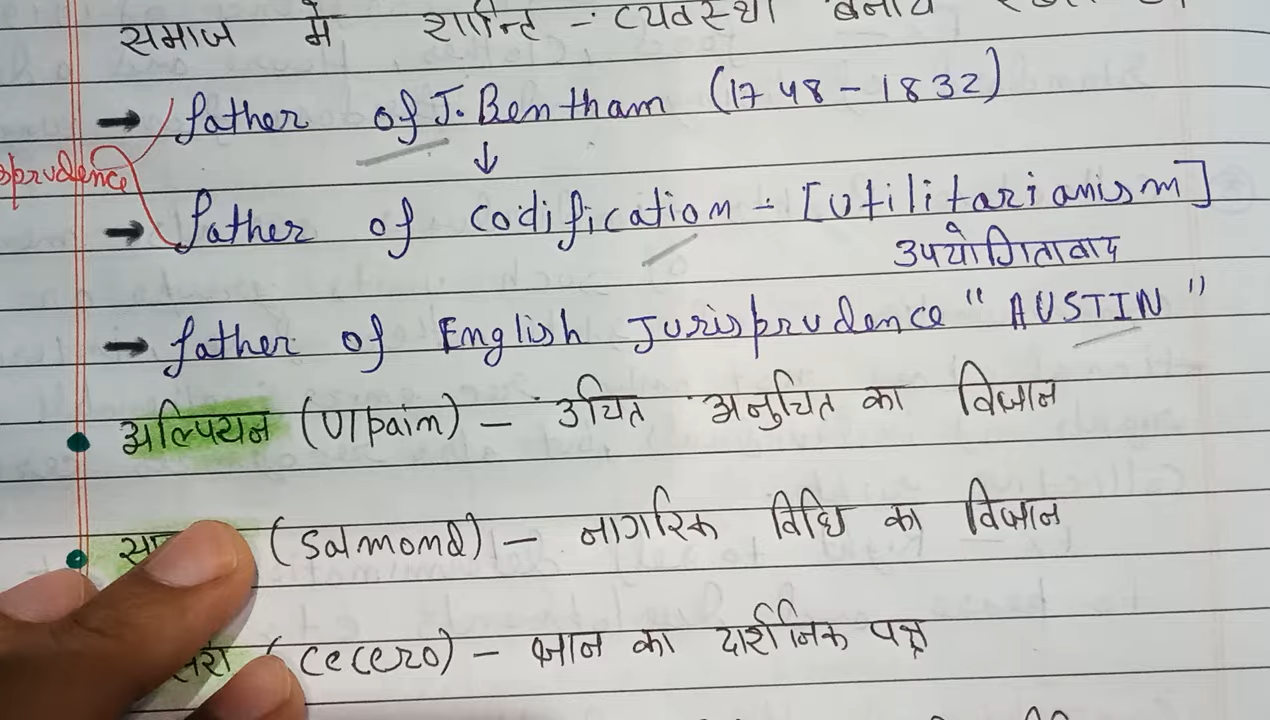 समाज में शान्ति - व्यवस्था बनाये
→ father of J. Bentham (1748 - 1832)
↓
prudence
→ father of codification - [Utilitarianism]
उपयोगितावाद
→ father of English Jurisprudence "AUSTIN"
• अल्पियन (Ulpain) - उचित अनुचित का विज्ञान
• (Salmond) - नागरिक विधि का विज्ञान
(Cecero) - ज्ञान का दार्शनिक पक्ष